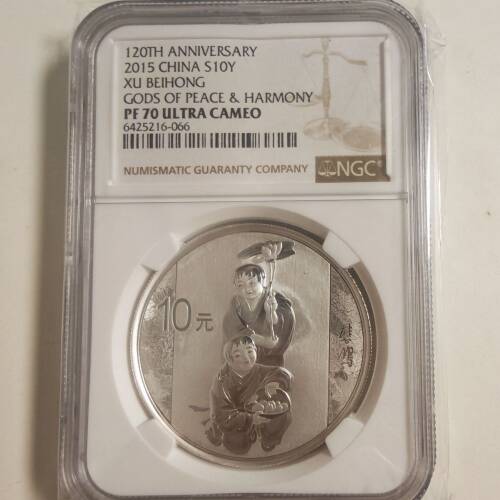 120TH ANNIVERSARY
2015 CHINA S10Y
XU BEIHONG
GODS OF PEACE & HARMONY
PF 70 ULTRA CAMEO
6425216-066
NUMISMATIC GUARANTY COMPANY
NGC®
10元